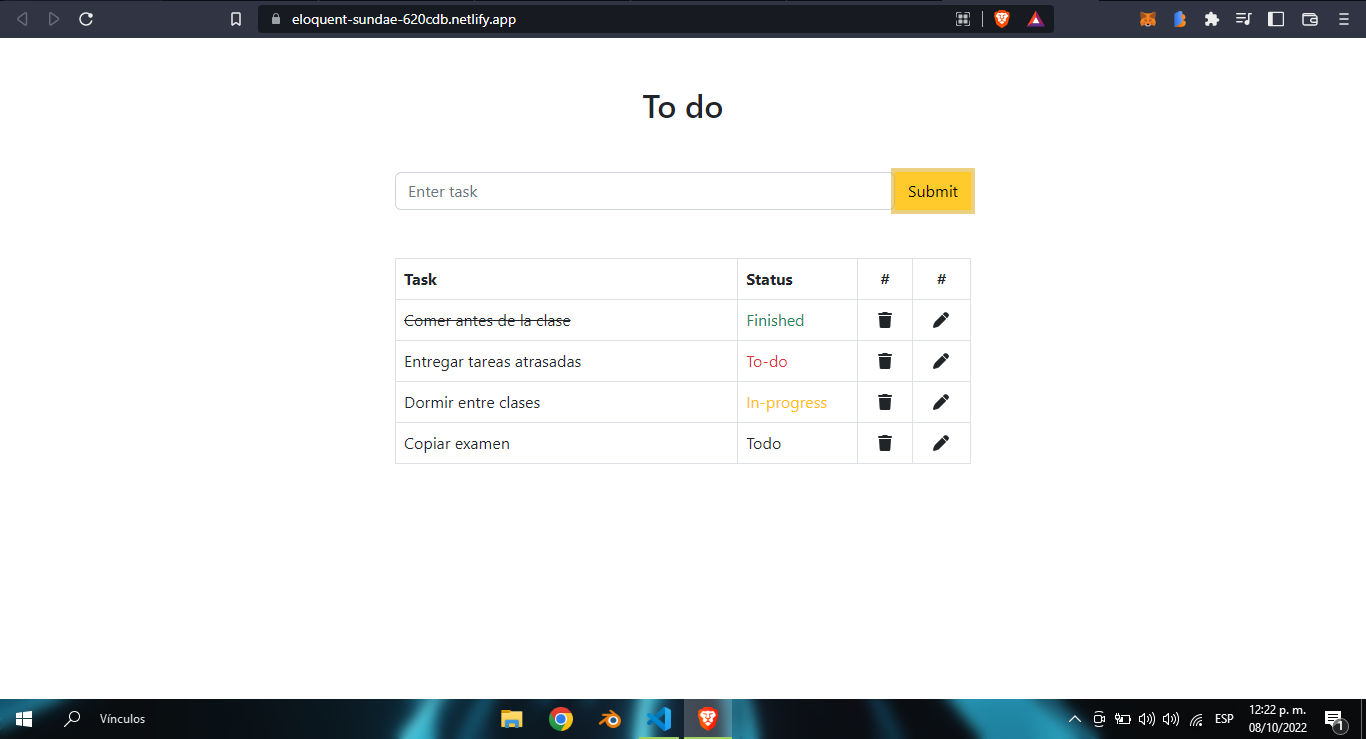 eloquent-sundae-620cdb.netlify.app
To do
Enter task Submit
Task Status # #
Comer antes de la clase Finished
Entregar tareas atrasadas To-do
Dormir entre clases In-progress
Copiar examen Todo
Vínculos ESP 12:22 p. m.
08/10/2022 1